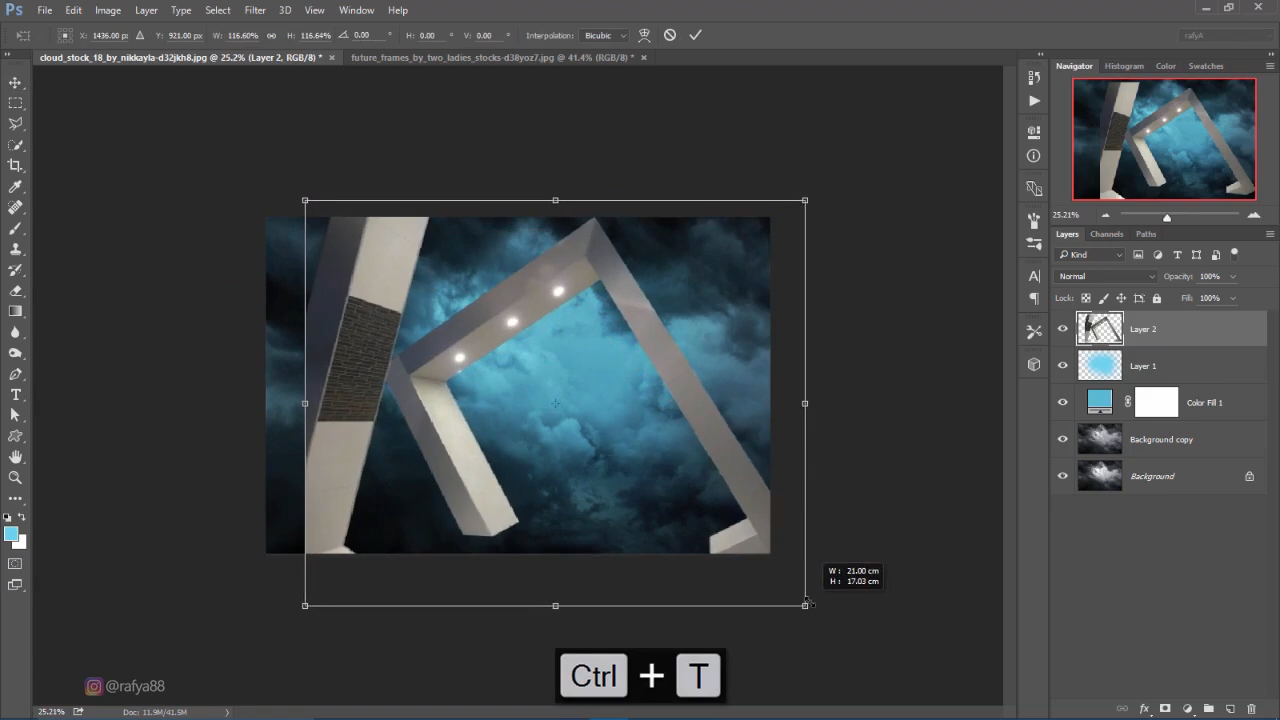 Ps File Edit Image Layer Type Select Filter 3D View Window Help
X: 1436.00 px Y: 921.00 px W: 116.60% H: 116.64% 0.00 ° H: 0.00 ° V: 0.00 ° Interpolation: Bicubic rafyA
cloud_stock_18_by_nikkayla-d32jkh8.jpg @ 25.2% (Layer 2, RGB/8) * × future_frames_by_two_ladies_stocks-d38yoz7.jpg @ 41.4% (RGB/8) * ×
Navigator Histogram Color Swatches
25.21%
Layers Channels Paths
Kind
Normal Opacity: 100%
Lock: Fill: 100%
Layer 2
Layer 1
Color Fill 1
Background copy
Background
W : 21.00 cm
H : 17.03 cm
Ctrl + T
@rafya88
25.21% Doc: 11.9M/41.5M
fx